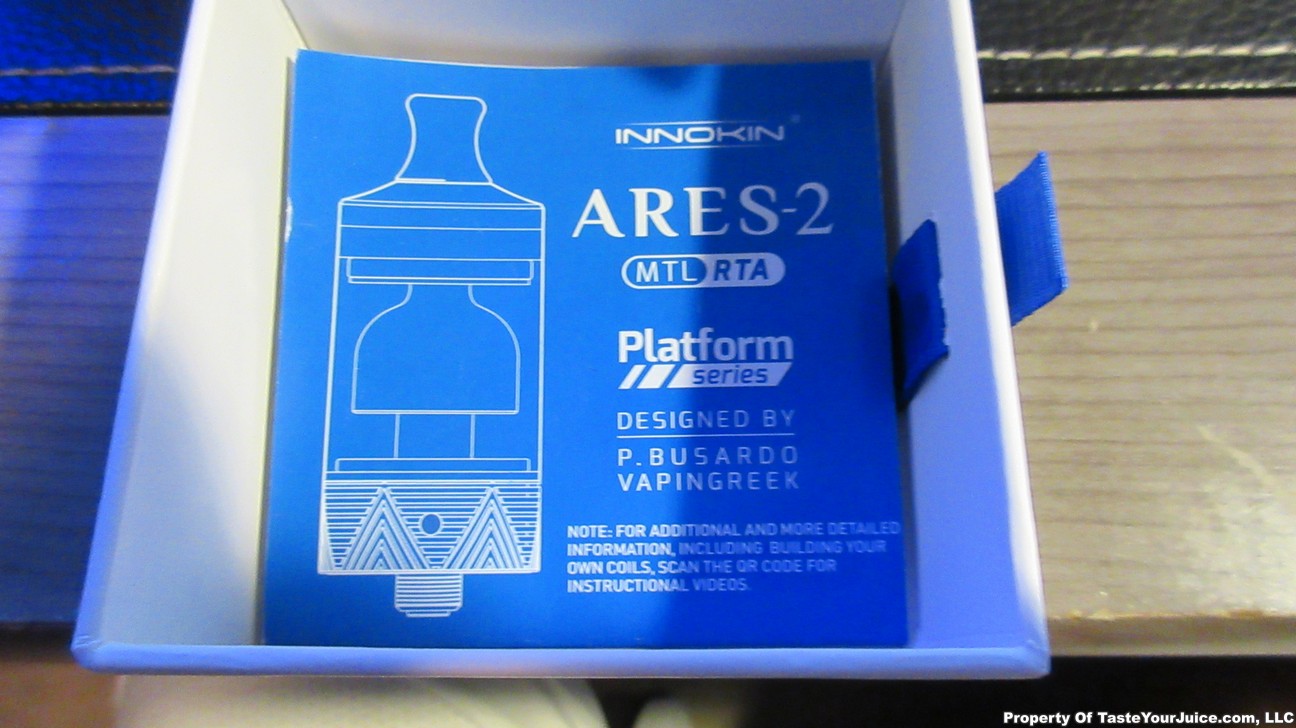 INNOKIN®
ARES-2
MTL RTA
Platform
series
DESIGNED BY
P. BUSARDO
VAPINGREEK
NOTE: FOR ADDITIONAL AND MORE DETAILED
INFORMATION, INCLUDING BUILDING YOUR
OWN COILS, SCAN THE QR CODE FOR
INSTRUCTIONAL VIDEOS.
Property Of TasteYourJuice.com, LLC